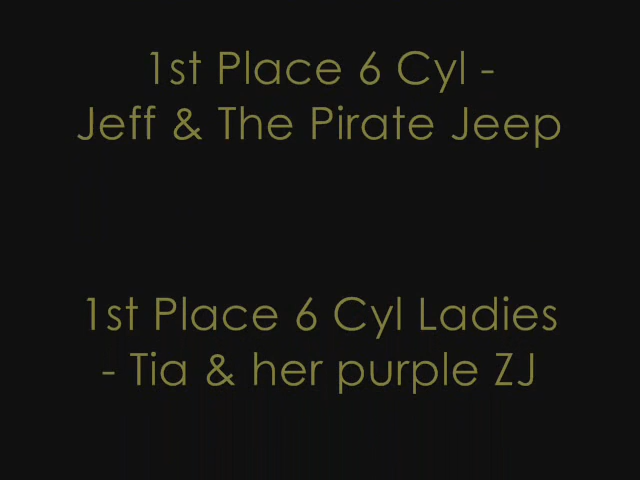 1st Place 6 Cyl -
Jeff & The Pirate Jeep
1st Place 6 Cyl Ladies
- Tia & her purple ZJ